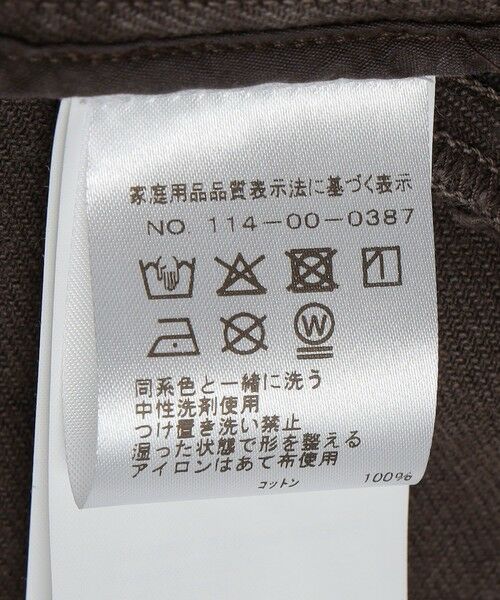 家庭用品品質表示法に基づく表示
NO 114-00-0387
W
同系色と一緒に洗う
中性洗剤使用
つけ置き洗い禁止
湿った状態で形を整える
アイロンはあて布使用
コットン 100%